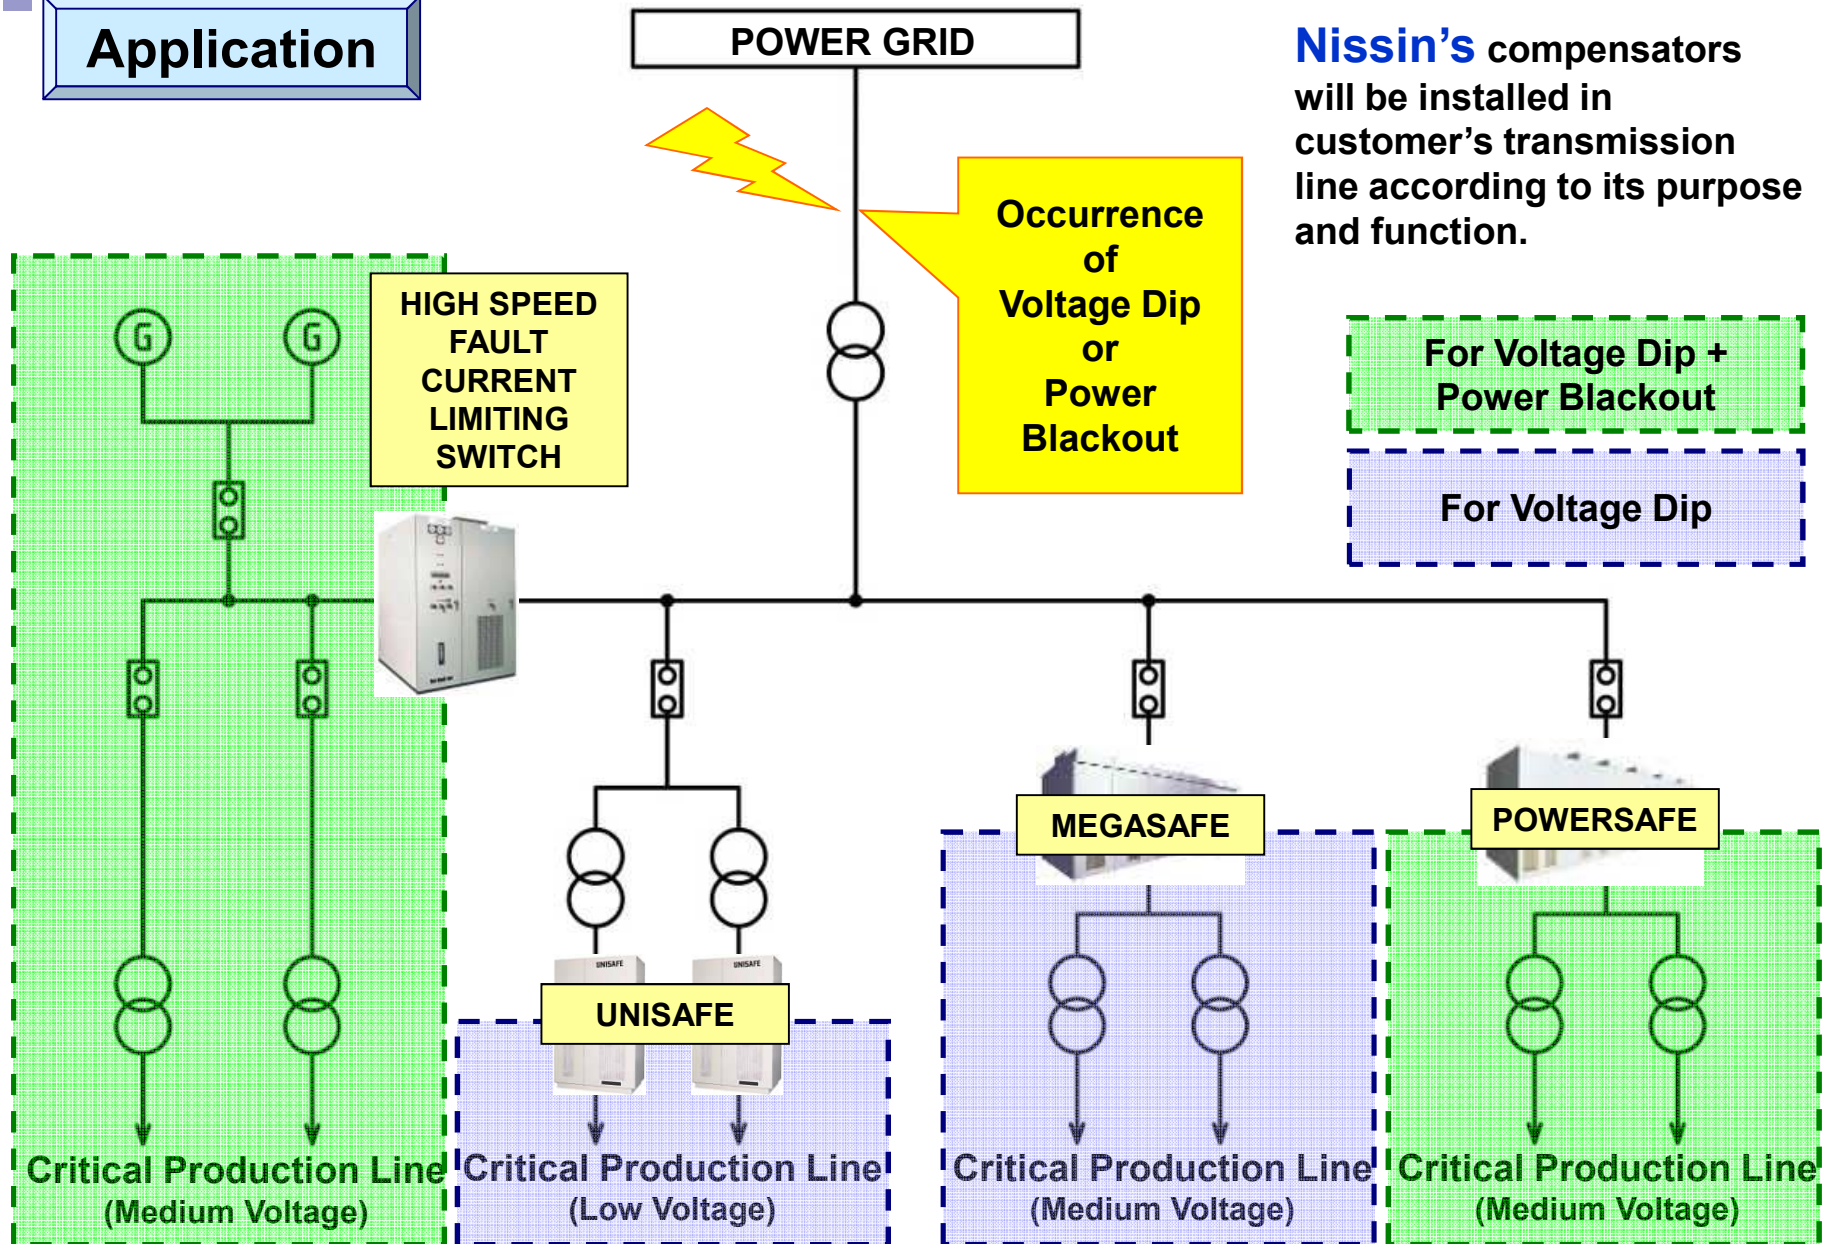 Application
POWER GRID
Nissin’s compensators
will be installed in
customer’s transmission
line according to its purpose
and function.
Occurrence
of
Voltage Dip
or
Power
Blackout
HIGH SPEED
FAULT
CURRENT
LIMITING
SWITCH
G
G
For Voltage Dip +
Power Blackout
For Voltage Dip
MEGASAFE
POWERSAFE
UNISAFE
UNISAFE
UNISAFE
Critical Production Line
(Medium Voltage)
Critical Production Line
(Low Voltage)
Critical Production Line
(Medium Voltage)
Critical Production Line
(Medium Voltage)